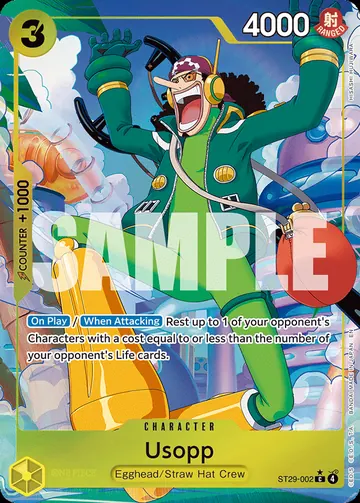 3
4000
射
RANGED
COUNTER +1000
SAMPLE
On Play / When Attacking Rest up to 1 of your opponent's
Characters with a cost equal to or less than the number of
your opponent's Life cards.
CHARACTER
Usopp
Egghead/Straw Hat Crew
ST29-002 C 4